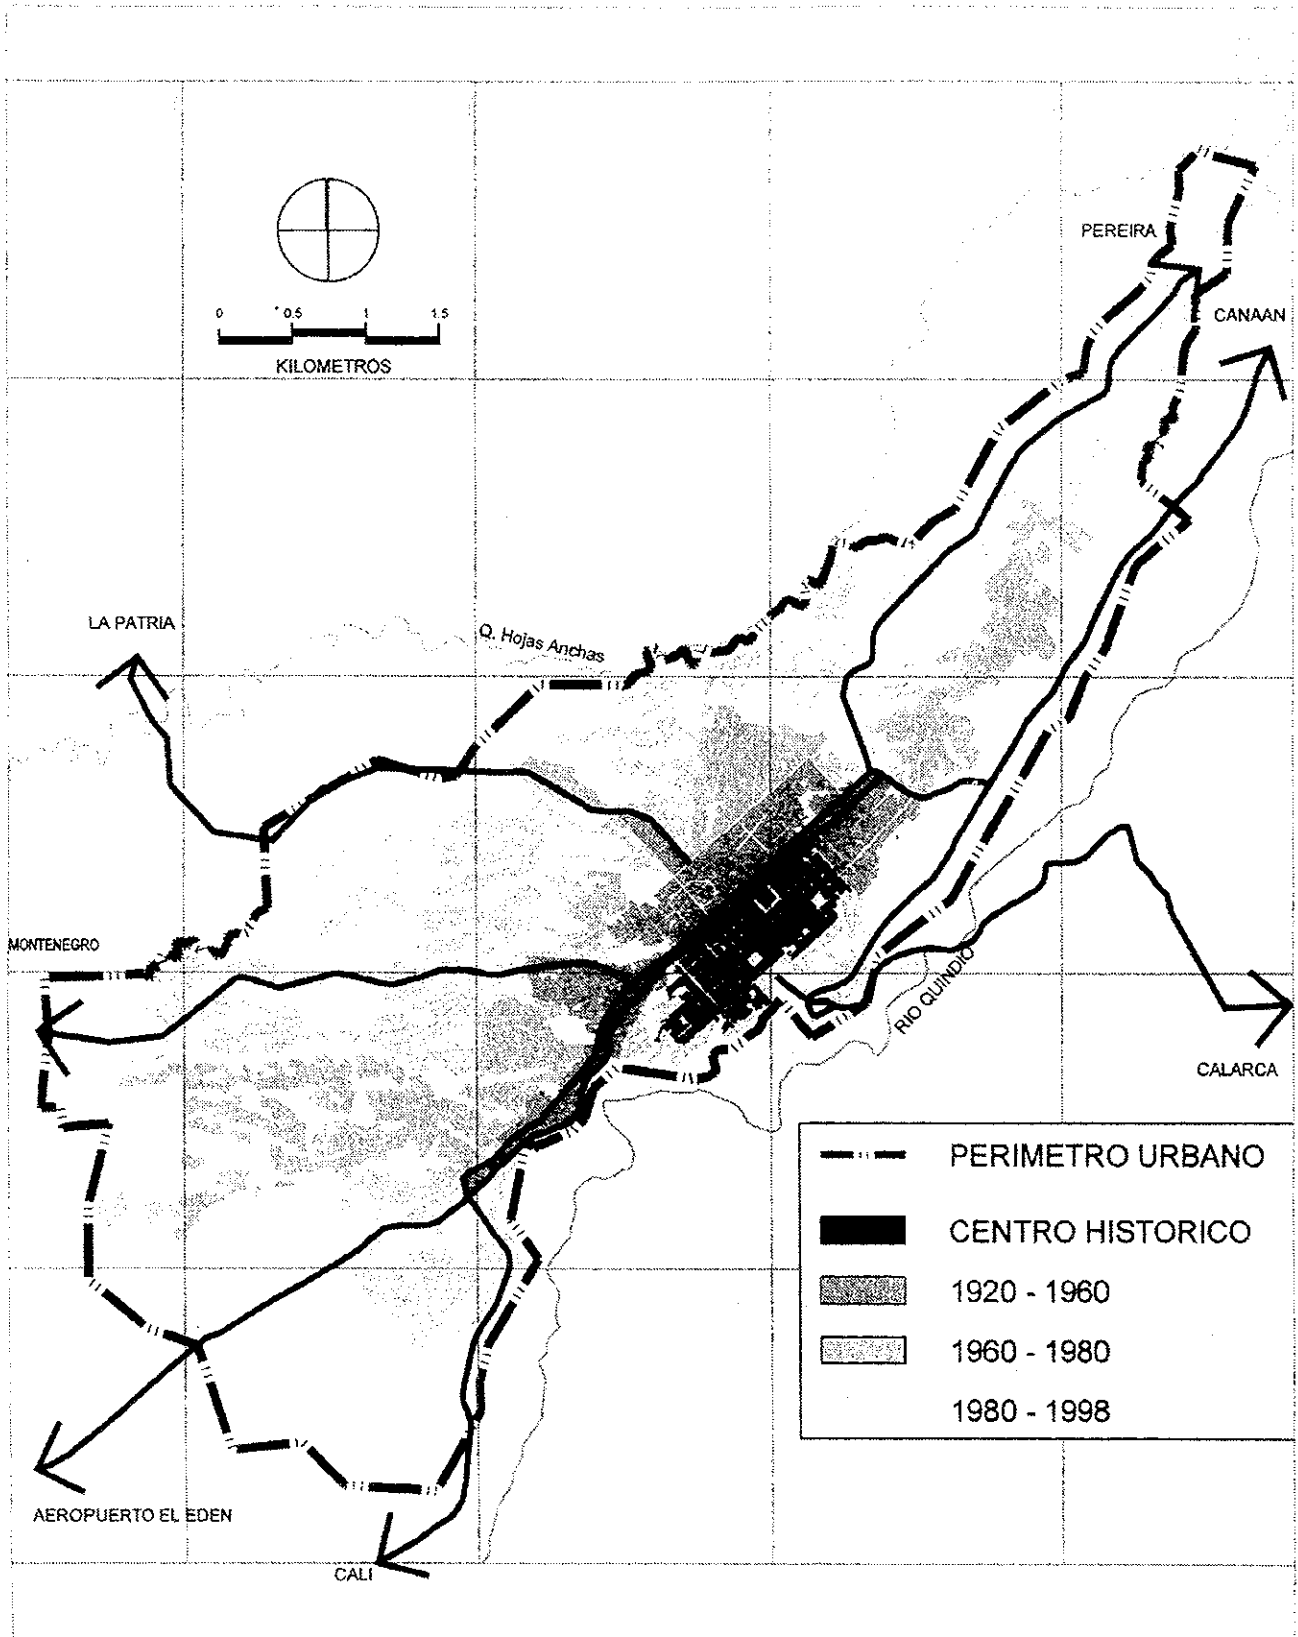 PEREIRA
CANAAN
0 0.5 1 1.5
KILOMETROS
LA PATRIA
Q. Hojas Anchas
MONTENEGRO
RIO QUINDIO
CALARCA
PERIMETRO URBANO
CENTRO HISTORICO
1920 - 1960
1960 - 1980
1980 - 1998
AEROPUERTO EL EDEN
CALI